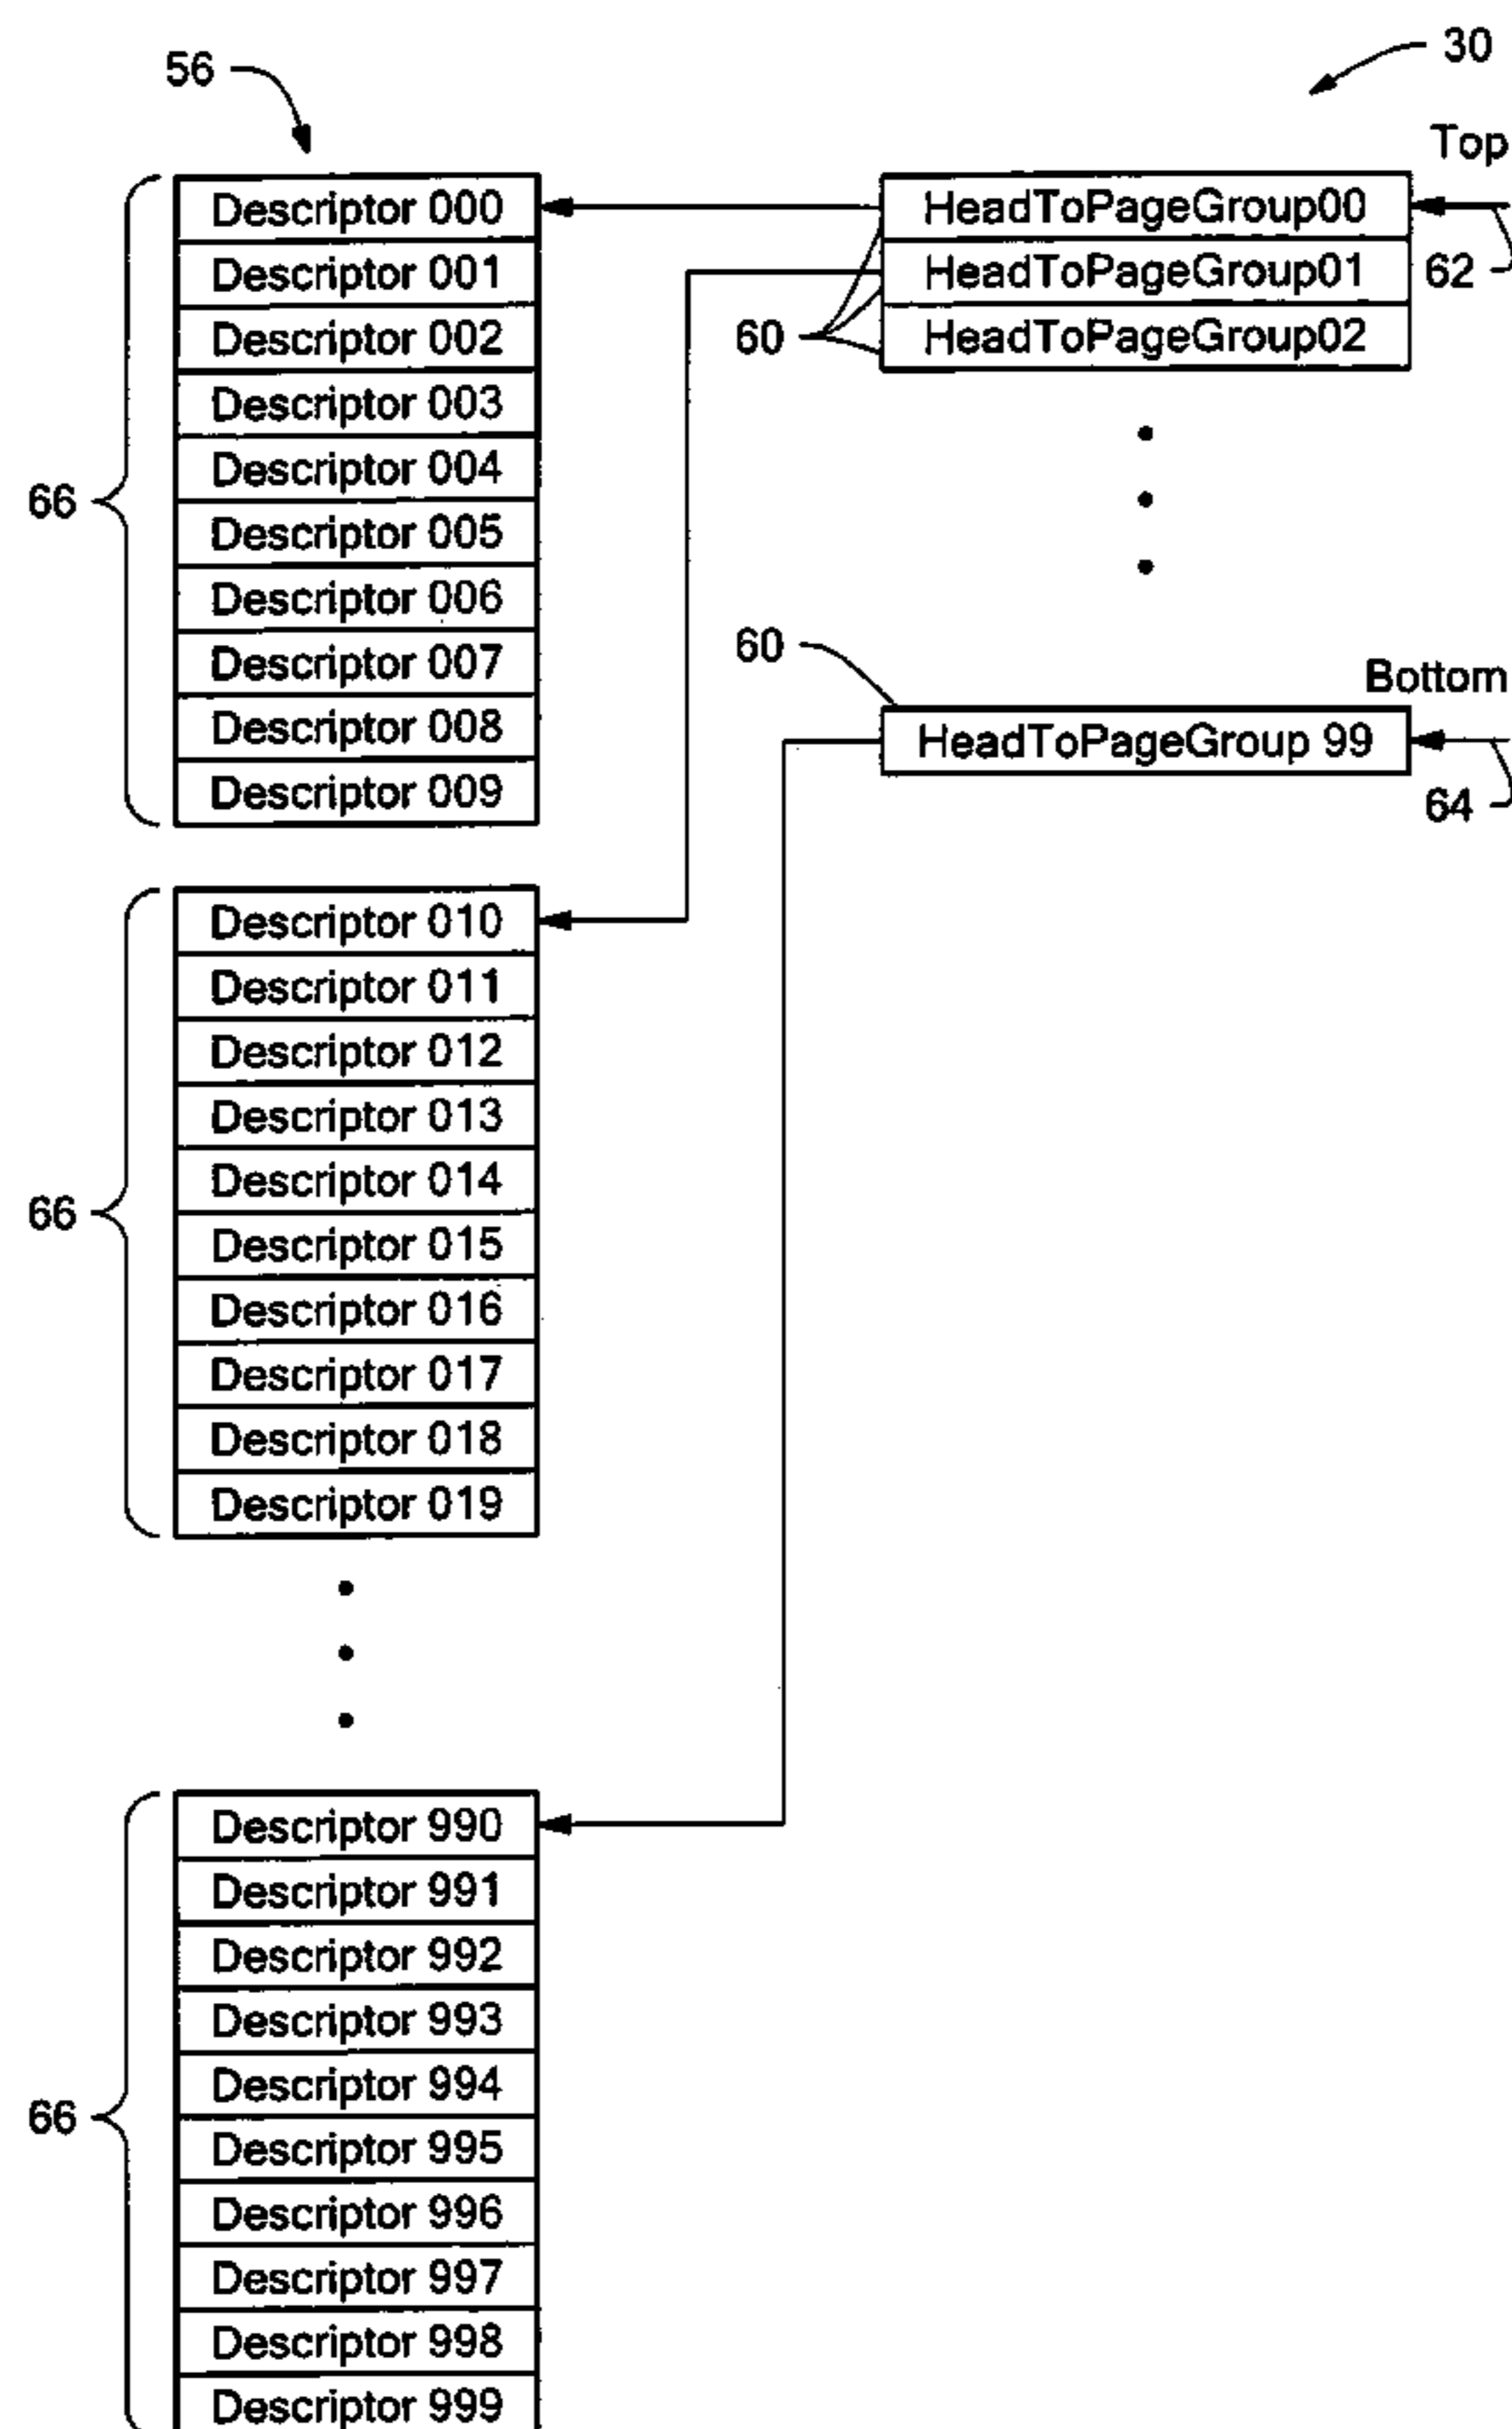 56
30
Top
Descriptor 000
HeadToPageGroup00
Descriptor 001
HeadToPageGroup01
62
Descriptor 002
60
HeadToPageGroup02
Descriptor 003
Descriptor 004
66
Descriptor 005
Descriptor 006
60
Descriptor 007
Bottom
Descriptor 008
HeadToPageGroup 99
Descriptor 009
64
Descriptor 010
Descriptor 011
Descriptor 012
Descriptor 013
Descriptor 014
66
Descriptor 015
Descriptor 016
Descriptor 017
Descriptor 018
Descriptor 019
Descriptor 990
Descriptor 991
Descriptor 992
Descriptor 993
Descriptor 994
66
Descriptor 995
Descriptor 996
Descriptor 997
Descriptor 998
Descriptor 999